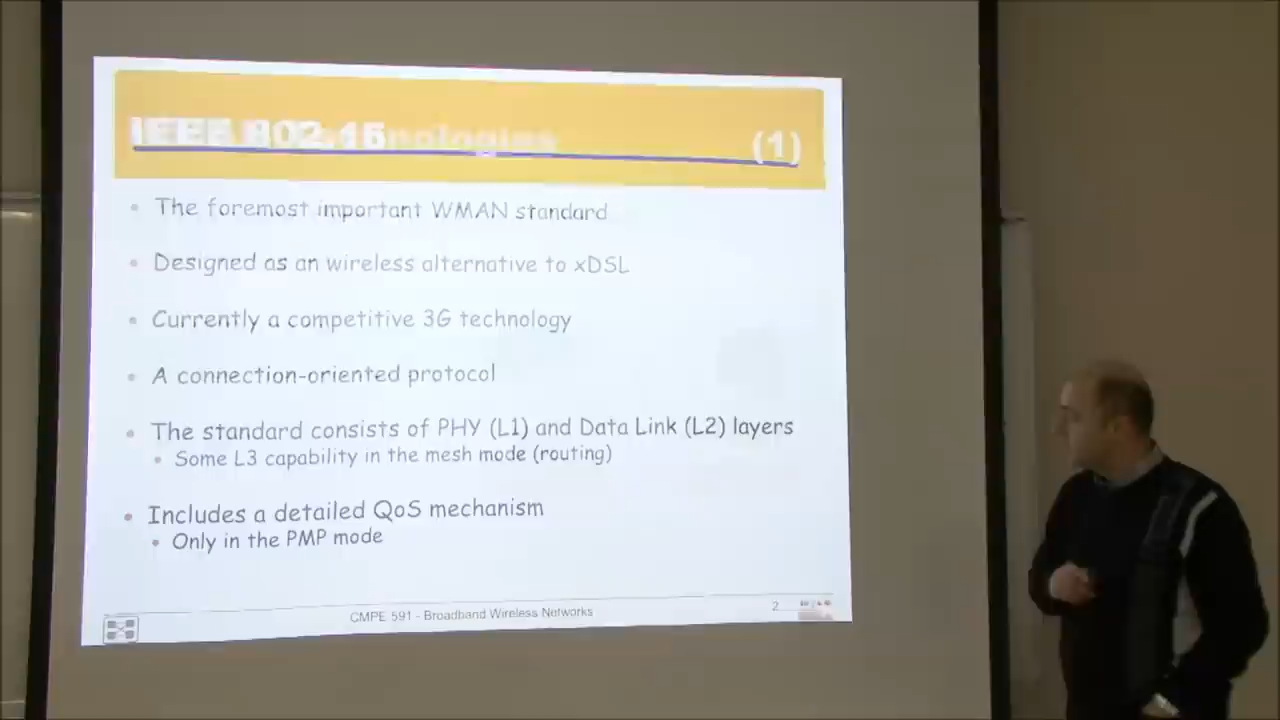 IEEE 802.16
(1)
• The foremost important WMAN standard
• Designed as an wireless alternative to xDSL
• Currently a competitive 3G technology
• A connection-oriented protocol
• The standard consists of PHY (L1) and Data Link (L2) layers
• Some L3 capability in the mesh mode (routing)
• Includes a detailed QoS mechanism
• Only in the PMP mode
CMPE 591 - Broadband Wireless Networks
2